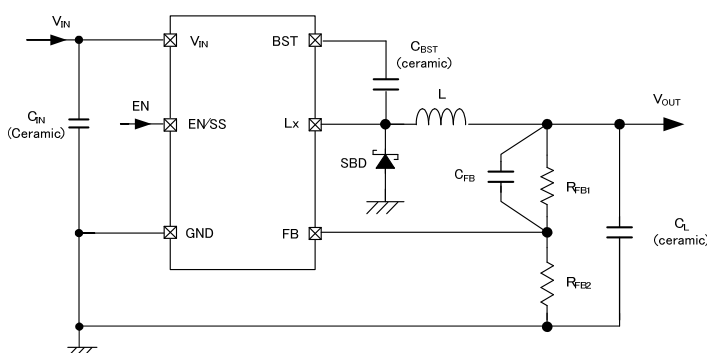 VIN
VIN
BST
CBST
(ceramic)
CIN
(Ceramic)
EN
EN/SS
Lx
L
VOUT
SBD
CFB
RFB1
GND
FB
CL
(ceramic)
RFB2